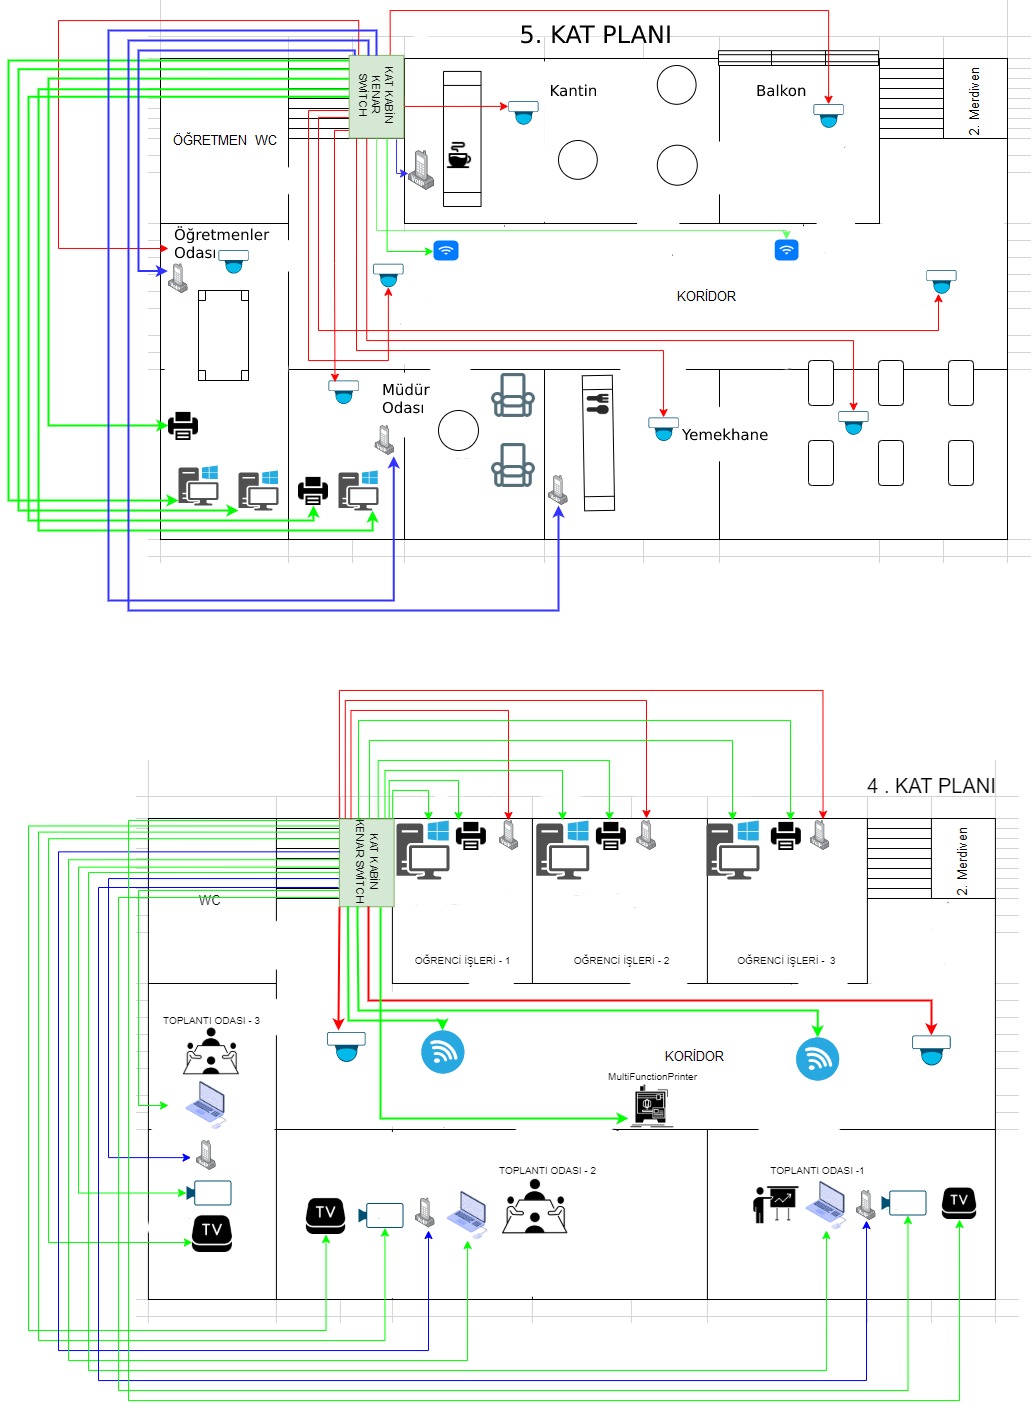 5. KAT PLANI
KAT KABİN
KENAR
SWİTCH
Kantin
Balkon
2. Merdiven
ÖĞRETMEN WC
Öğretmenler
Odası
KORİDOR
Müdür
Odası
Yemekhane
4 . KAT PLANI
KAT KABİN
KENAR SWİTCH
2. Merdiven
WC
OĞRENCİ İŞLERİ - 1
OĞRENCİ İŞLERİ - 2
OĞRENCİ İŞLERİ - 3
TOPLANTI ODASI - 3
KORİDOR
MultiFunctionPrinter
TOPLANTI ODASI - 2
TOPLANTI ODASI -1
TV
TV
TV